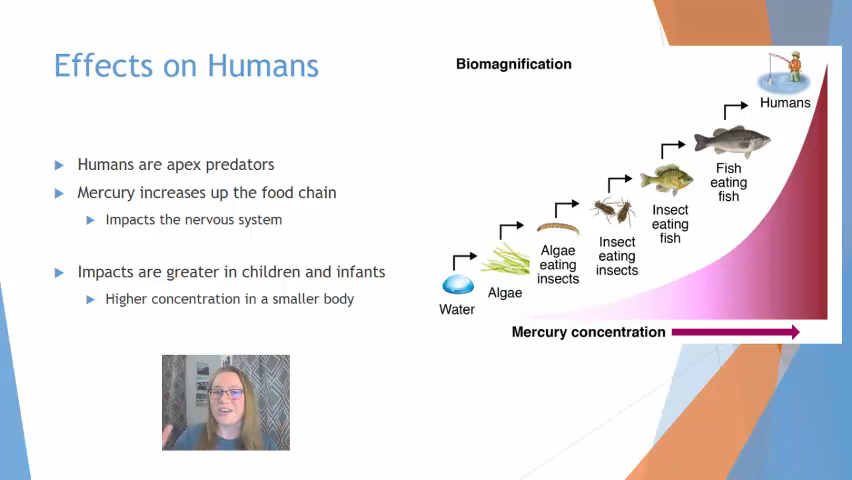 Effects on Humans
Humans are apex predators
Mercury increases up the food chain
Impacts the nervous system
Impacts are greater in children and infants
Higher concentration in a smaller body
Biomagnification
Humans
Fish
eating
fish
Insect
eating
fish
Insect
eating
insects
Algae
eating
insects
Algae
Water
Mercury concentration